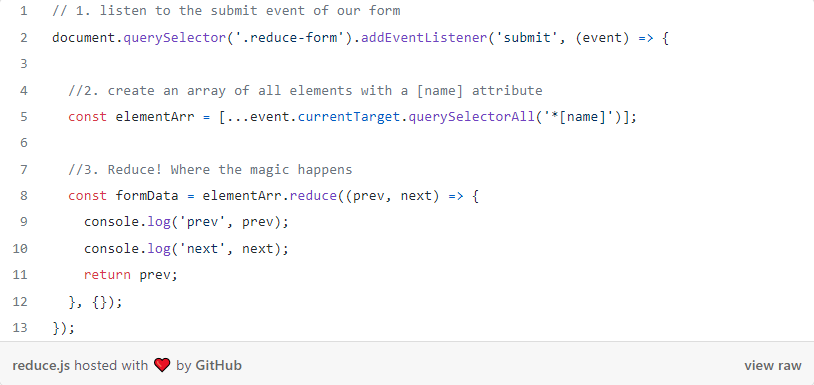 1 // 1. listen to the submit event of our form
2 document.querySelector('.reduce-form').addEventListener('submit', (event) => {
3
4 //2. create an array of all elements with a [name] attribute
5 const elementArr = [...event.currentTarget.querySelectorAll('*[name]')];
6
7 //3. Reduce! Where the magic happens
8 const formData = elementArr.reduce((prev, next) => {
9 console.log('prev', prev);
10 console.log('next', next);
11 return prev;
12 }, {});
13 });
reduce.js hosted with ❤ by GitHub view raw